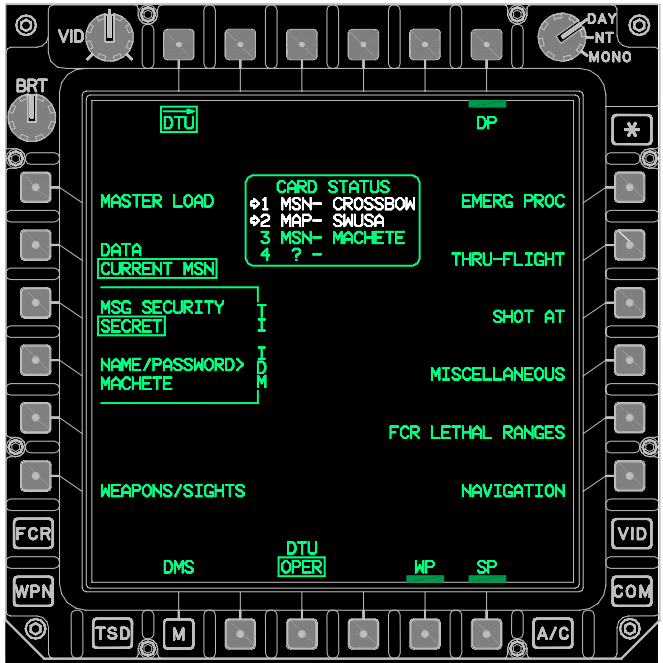 VID
DAY
NT
MONO
BRT
DTU
DP
*
CARD STATUS
1 MSN- CROSSBOW
2 MAP- SWUSA
3 MSN- MACHETE
4 ? -
MASTER LOAD
EMERG PROC
DATA
CURRENT MSN
THRU-FLIGHT
MSG SECURITY
SECRET
TI
SHOT AT
NAME/PASSWORD>
MACHETE
IDM
MISCELLANEOUS
FCR LETHAL RANGES
WEAPONS/SIGHTS
NAVIGATION
FCR
VID
DTU
OPER
DMS
WP
SP
WPN
COM
TSD
M
A/C